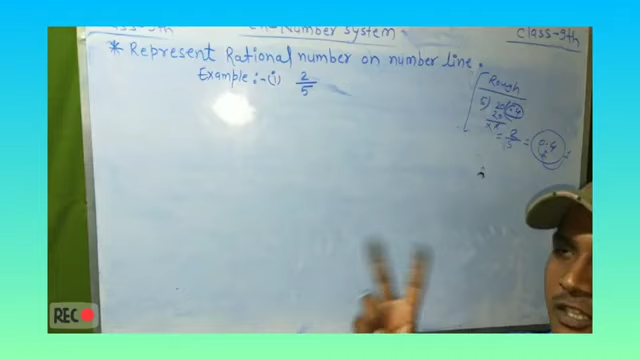 Number System
Class-9th
* Represent Rational number on number line.
Example :- (i) 2/5
Rough
5) 20 (0.4
20
xx
= 2/5 = 0.4
REC